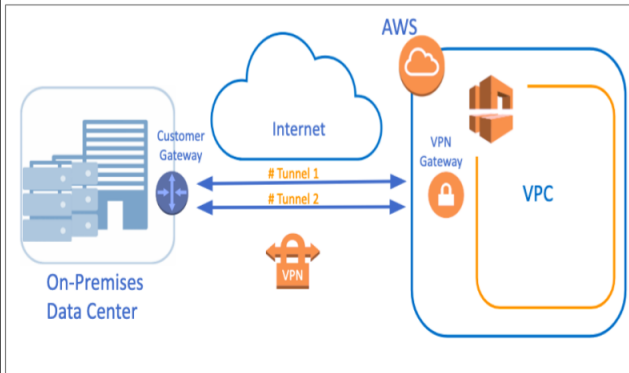 AWS
Internet
Customer
Gateway
# Tunnel 1
# Tunnel 2
VPN
Gateway
VPC
VPN
On-Premises
Data Center